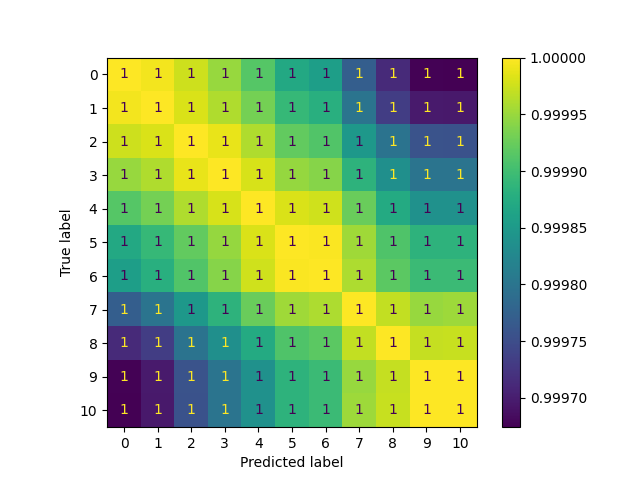 0 1 1 1 1 1 1 1 1 1 1 1
1 1 1 1 1 1 1 1 1 1 1 1
2 1 1 1 1 1 1 1 1 1 1 1
3 1 1 1 1 1 1 1 1 1 1 1
4 1 1 1 1 1 1 1 1 1 1 1
5 1 1 1 1 1 1 1 1 1 1 1
6 1 1 1 1 1 1 1 1 1 1 1
7 1 1 1 1 1 1 1 1 1 1 1
8 1 1 1 1 1 1 1 1 1 1 1
9 1 1 1 1 1 1 1 1 1 1 1
10 1 1 1 1 1 1 1 1 1 1 1
0 1 2 3 4 5 6 7 8 9 10
True label
Predicted label
1.00000
0.99995
0.99990
0.99985
0.99980
0.99975
0.99970